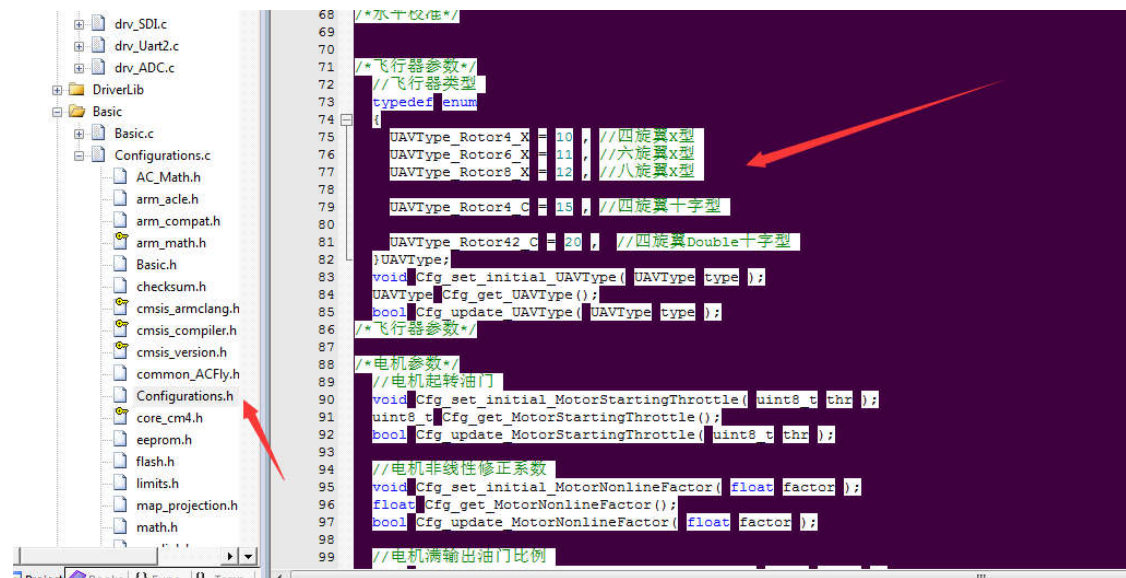 drv_SDI.c
drv_Uart2.c
drv_ADC.c
DriverLib
Basic
Basic.c
Configurations.c
AC_Math.h
arm_acle.h
arm_compat.h
arm_math.h
Basic.h
checksum.h
cmsis_armclang.h
cmsis_compiler.h
cmsis_version.h
common_ACFly.h
Configurations.h
core_cm4.h
eeprom.h
flash.h
limits.h
map_projection.h
math.h
68 /*水平校准*/
69
70
71 /*飞行器参数*/
72 //飞行器类型
73 typedef enum
74 {
75 UAVType_Rotor4_X = 10 , //四旋翼X型
76 UAVType_Rotor6_X = 11 , //六旋翼X型
77 UAVType_Rotor8_X = 12 , //八旋翼X型
78
79 UAVType_Rotor4_C = 15 , //四旋翼十字型
80
81 UAVType_Rotor42_C = 20 , //四旋翼Double十字型
82 }UAVType;
83 void Cfg_set_initial_UAVType( UAVType type );
84 UAVType Cfg_get_UAVType();
85 bool Cfg_update_UAVType( UAVType type );
86 /*飞行器参数*/
87
88 /*电机参数*/
89 //电机起转油门
90 void Cfg_set_initial_MotorStartingThrottle( uint8_t thr );
91 uint8_t Cfg_get_MotorStartingThrottle();
92 bool Cfg_update_MotorStartingThrottle( uint8_t thr );
93
94 //电机非线性修正系数
95 void Cfg_set_initial_MotorNonlineFactor( float factor );
96 float Cfg_get_MotorNonlineFactor();
97 bool Cfg_update_MotorNonlineFactor( float factor );
98
99 //电机满输出油门比例